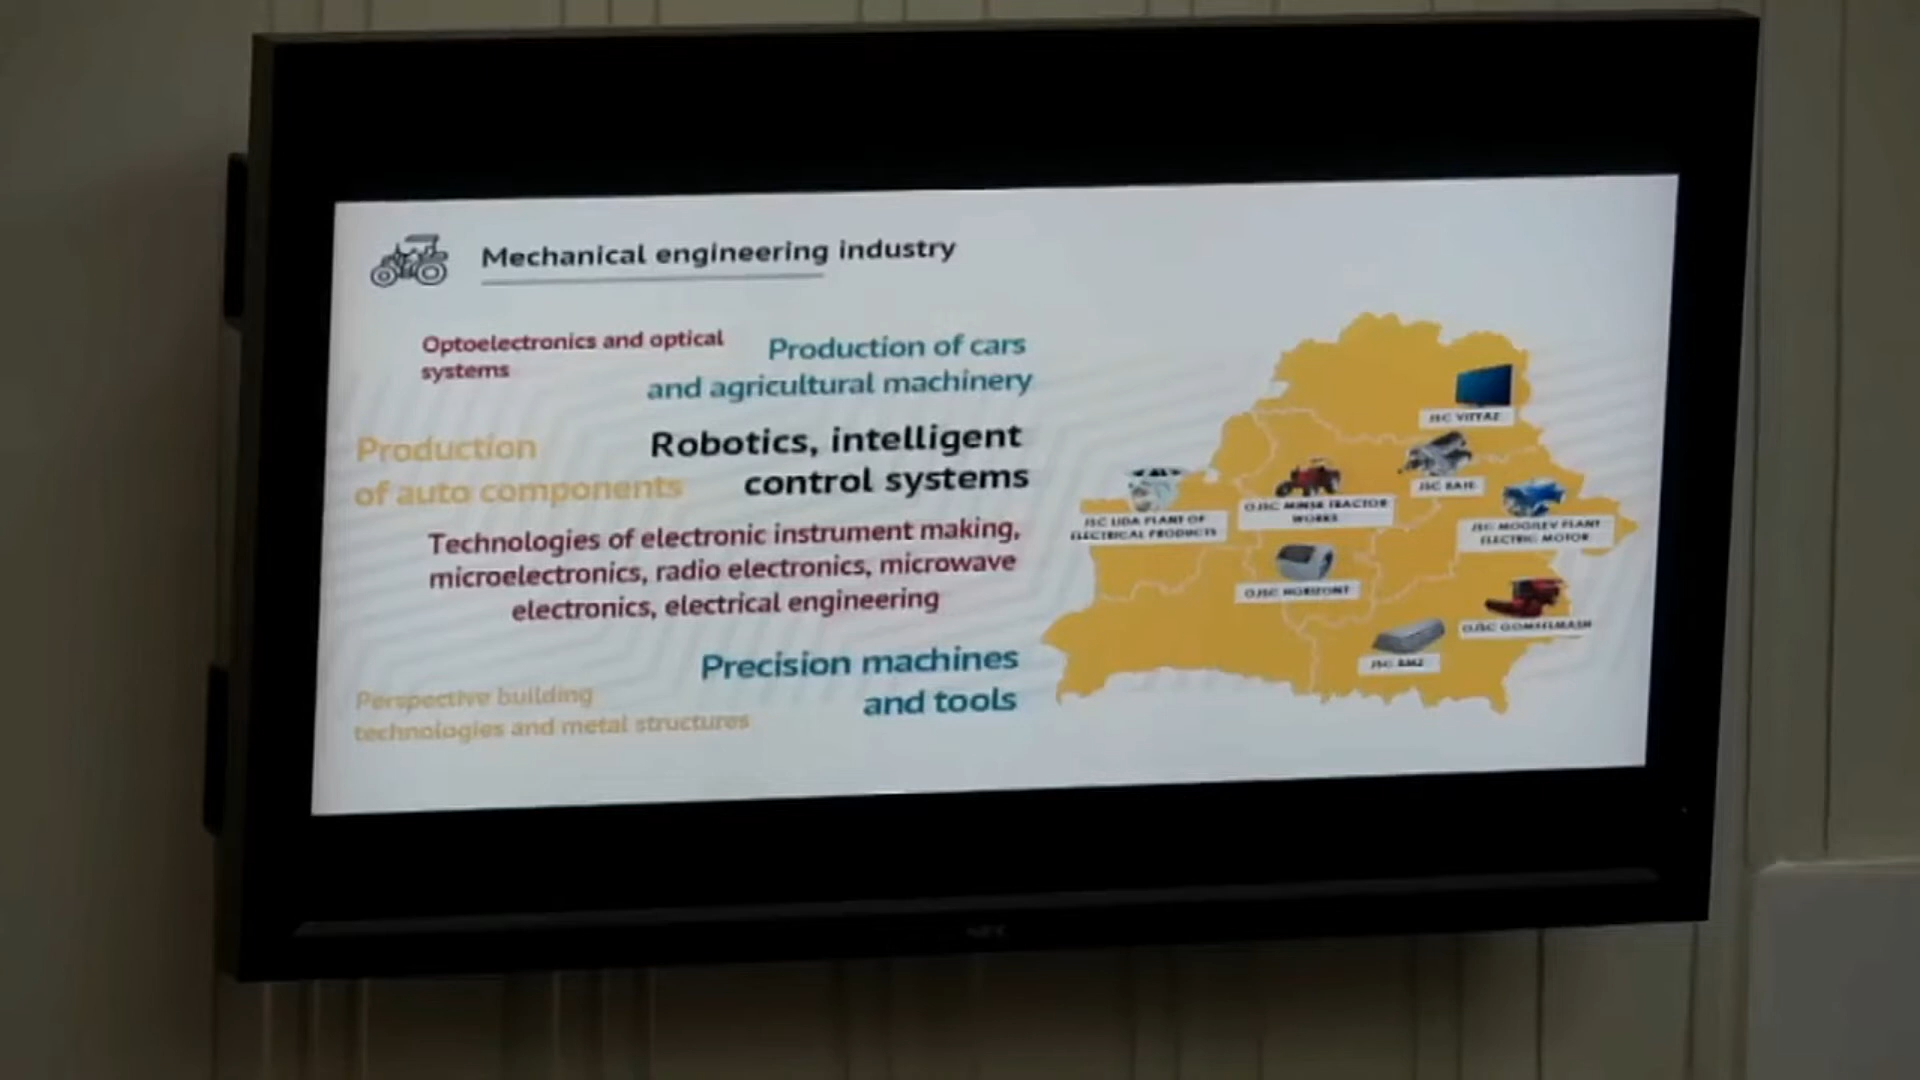 Mechanical engineering industry
Optoelectronics and optical
systems
Production of cars
and agricultural machinery
Production
of auto components
Robotics, intelligent
control systems
Technologies of electronic instrument making,
microelectronics, radio electronics, microwave
electronics, electrical engineering
Precision machines
and tools
Perspective building
technologies and metal structures
JSC VITYAZ
JSC BATE
JSC LIDA PLANT OF
ELECTRICAL PRODUCTS
OJSC MINSK TRACTOR
WORKS
JSC MOGILEV PLANT
ELECTRIC MOTOR
OJSC HORIZONT
OJSC GOMSELMASH
JSC
NEC